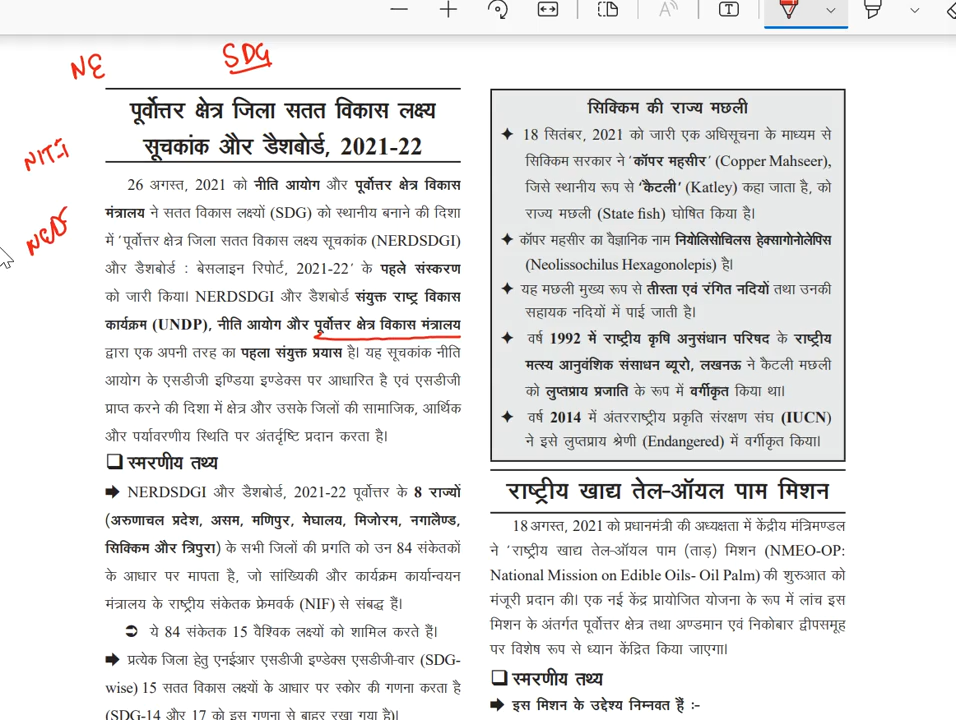 NE
SDG
पूर्वोत्तर क्षेत्र जिला सतत विकास लक्ष्य
सूचकांक और डैशबोर्ड, 2021-22
26 अगस्त, 2021 को नीति आयोग और पूर्वोत्तर क्षेत्र विकास
मंत्रालय ने सतत विकास लक्ष्यों (SDG) को स्थानीय बनाने की दिशा
में 'पूर्वोत्तर क्षेत्र जिला सतत विकास लक्ष्य सूचकांक (NERDSDGI)
और डैशबोर्ड : बेसलाइन रिपोर्ट, 2021-22' के पहले संस्करण
को जारी किया। NERDSDGI और डैशबोर्ड संयुक्त राष्ट्र विकास
कार्यक्रम (UNDP), नीति आयोग और पूर्वोत्तर क्षेत्र विकास मंत्रालय
द्वारा एक अपनी तरह का पहला संयुक्त प्रयास है। यह सूचकांक नीति
आयोग के एसडीजी इण्डिया इण्डेक्स पर आधारित है एवं एसडीजी
प्राप्त करने की दिशा में क्षेत्र और उसके जिलों की सामाजिक, आर्थिक
और पर्यावरणीय स्थिति पर अंतर्दृष्टि प्रदान करता है।
स्मरणीय तथ्य
NERDSDGI और डैशबोर्ड, 2021-22 पूर्वोत्तर के 8 राज्यों
(अरुणाचल प्रदेश, असम, मणिपुर, मेघालय, मिजोरम, नगालैण्ड,
सिक्किम और त्रिपुरा) के सभी जिलों की प्रगति को उन 84 संकेतकों
के आधार पर मापता है, जो सांख्यिकी और कार्यक्रम कार्यान्वयन
मंत्रालय के राष्ट्रीय संकेतक फ्रेमवर्क (NIF) से संबद्ध हैं।
ये 84 संकेतक 15 वैश्विक लक्ष्यों को शामिल करते हैं।
प्रत्येक जिला हेतु एनईआर एसडीजी इण्डेक्स एसडीजी-वार (SDG-
wise) 15 सतत विकास लक्ष्यों के आधार पर स्कोर की गणना करता है
(SDG-14 और 17 को इस गणना से बाहर रखा गया है)।
सिक्किम की राज्य मछली
18 सितंबर, 2021 को जारी एक अधिसूचना के माध्यम से
सिक्किम सरकार ने 'कॉपर महसीर' (Copper Mahseer),
जिसे स्थानीय रूप से 'कैटली' (Katley) कहा जाता है, को
राज्य मछली (State fish) घोषित किया है।
कॉपर महसीर का वैज्ञानिक नाम नियोलिसोचिलस हेक्सागोनोलेपिस
(Neolissochilus Hexagonolepis) है।
यह मछली मुख्य रूप से तीस्ता एवं रंगित नदियों तथा उनकी
सहायक नदियों में पाई जाती है।
वर्ष 1992 में राष्ट्रीय कृषि अनुसंधान परिषद के राष्ट्रीय
मत्स्य आनुवंशिक संसाधन ब्यूरो, लखनऊ ने कैटली मछली
को लुप्तप्राय प्रजाति के रूप में वर्गीकृत किया था।
वर्ष 2014 में अंतरराष्ट्रीय प्रकृति संरक्षण संघ (IUCN)
ने इसे लुप्तप्राय श्रेणी (Endangered) में वर्गीकृत किया।
राष्ट्रीय खाद्य तेल-ऑयल पाम मिशन
18 अगस्त, 2021 को प्रधानमंत्री की अध्यक्षता में केंद्रीय मंत्रिमण्डल
ने 'राष्ट्रीय खाद्य तेल-ऑयल पाम (ताड़) मिशन (NMEO-OP:
National Mission on Edible Oils- Oil Palm) की शुरुआत को
मंजूरी प्रदान की। एक नई केंद्र प्रायोजित योजना के रूप में लांच इस
मिशन के अंतर्गत पूर्वोत्तर क्षेत्र तथा अण्डमान एवं निकोबार द्वीपसमूह
पर विशेष रूप से ध्यान केंद्रित किया जाएगा।
स्मरणीय तथ्य
इस मिशन के उद्देश्य निम्नवत हैं :-